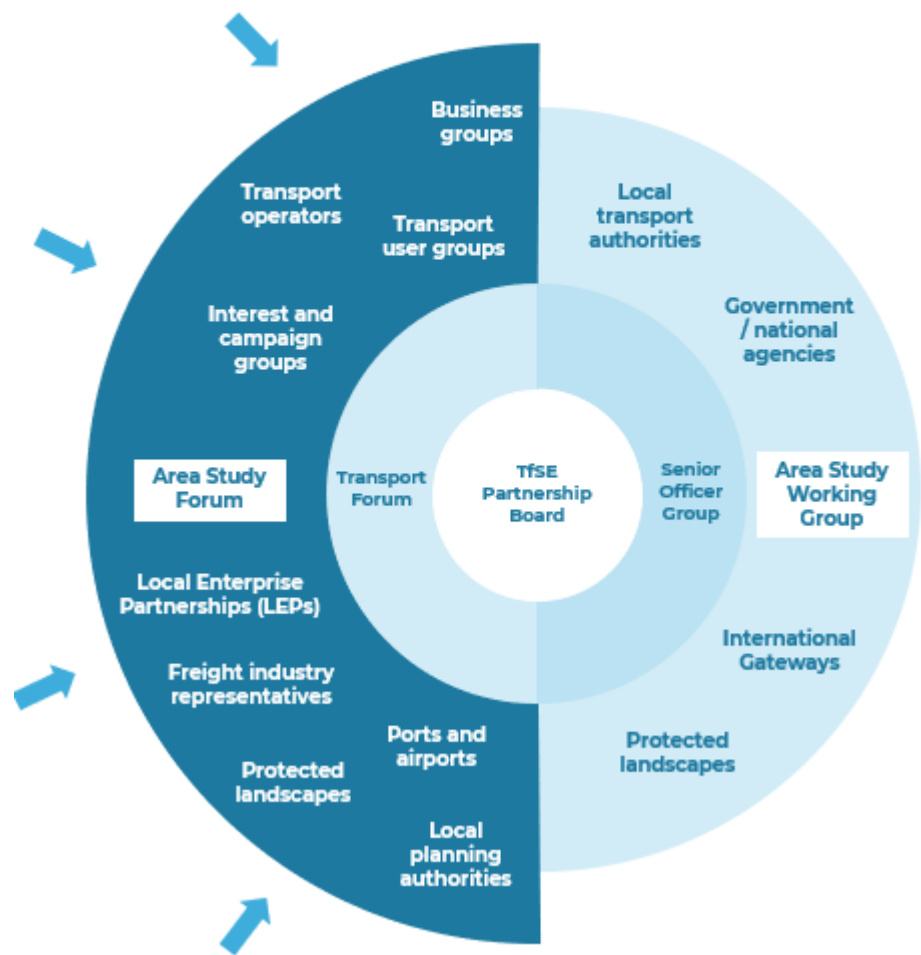 Business
groups
Transport
operators
Transport
user groups
Interest and
campaign
groups
Area Study
Forum
Local Enterprise
Partnerships (LEPs)
Freight industry
representatives
Ports and
airports
Protected
landscapes
Local
planning
authorities
Transport
Forum
TfSE
Partnership
Board
Senior
Officer
Group
Local
transport
authorities
Government
/ national
agencies
Area Study
Working
Group
International
Gateways
Protected
landscapes